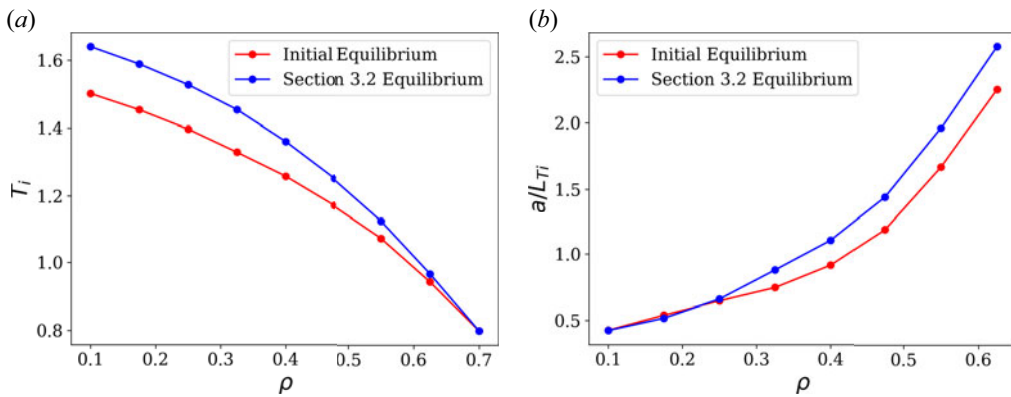 (a)
Initial Equilibrium
Section 3.2 Equilibrium
T_i
1.6
1.4
1.2
1.0
0.8
0.1 0.2 0.3 0.4 0.5 0.6 0.7
ρ
(b)
Initial Equilibrium
Section 3.2 Equilibrium
a/L_{Ti}
2.5
2.0
1.5
1.0
0.5
0.1 0.2 0.3 0.4 0.5 0.6
ρ